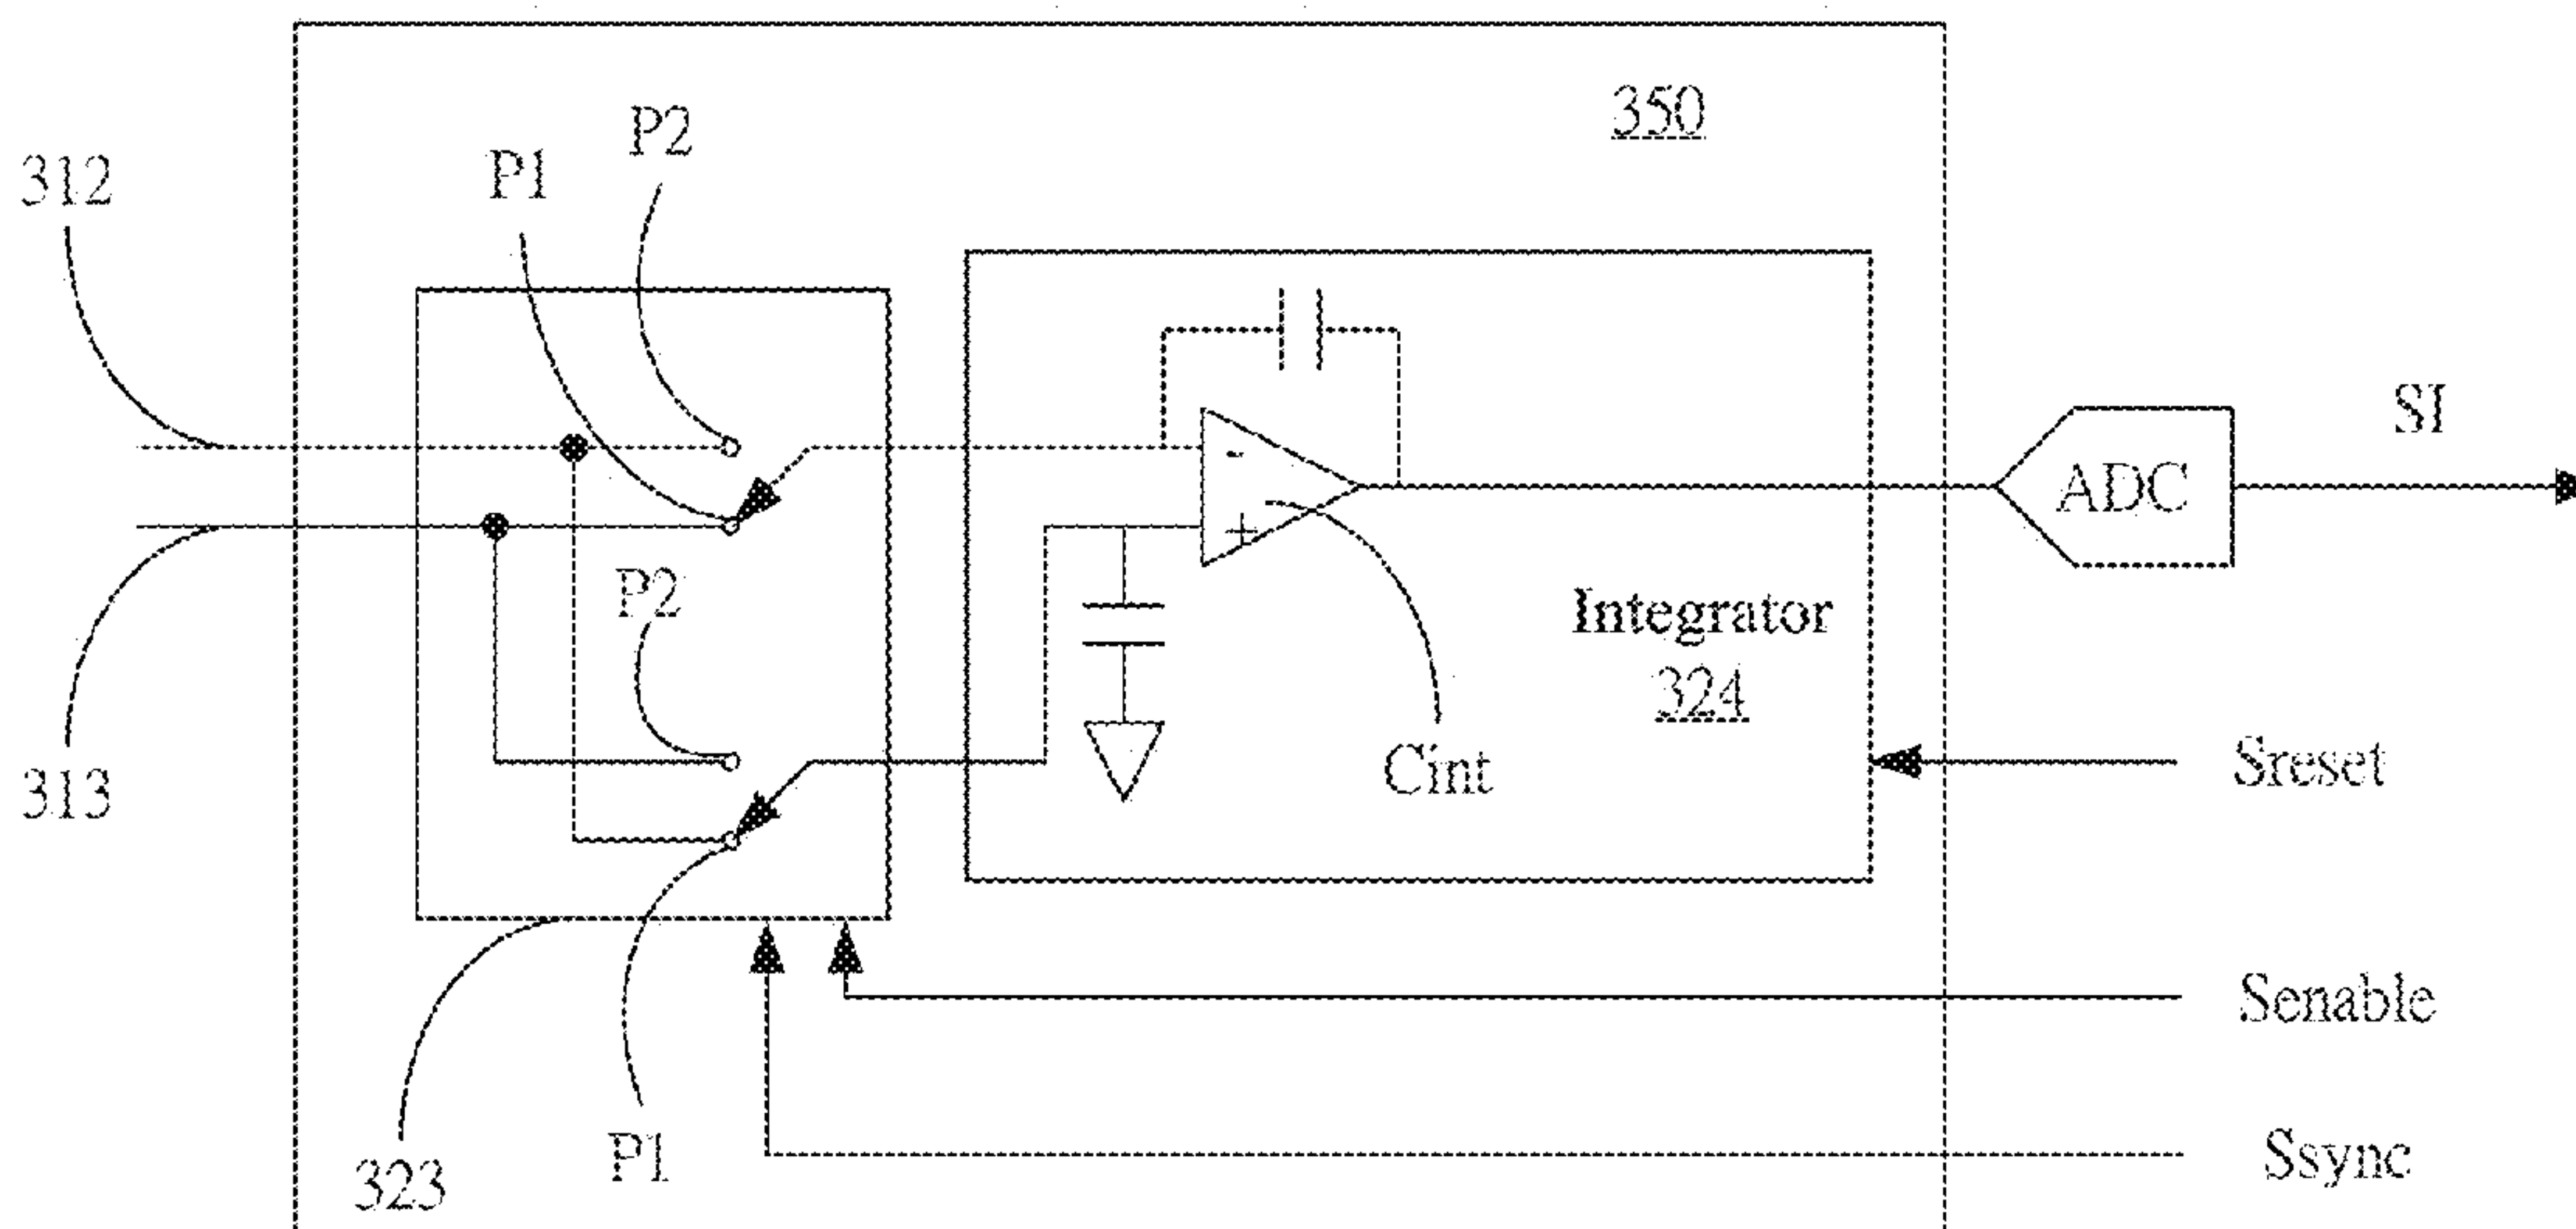 350
P2
P1
312
SI
-
ADC
+
P2
Integrator
324
313
Cint
Sreset
Senable
P1
323
Ssync